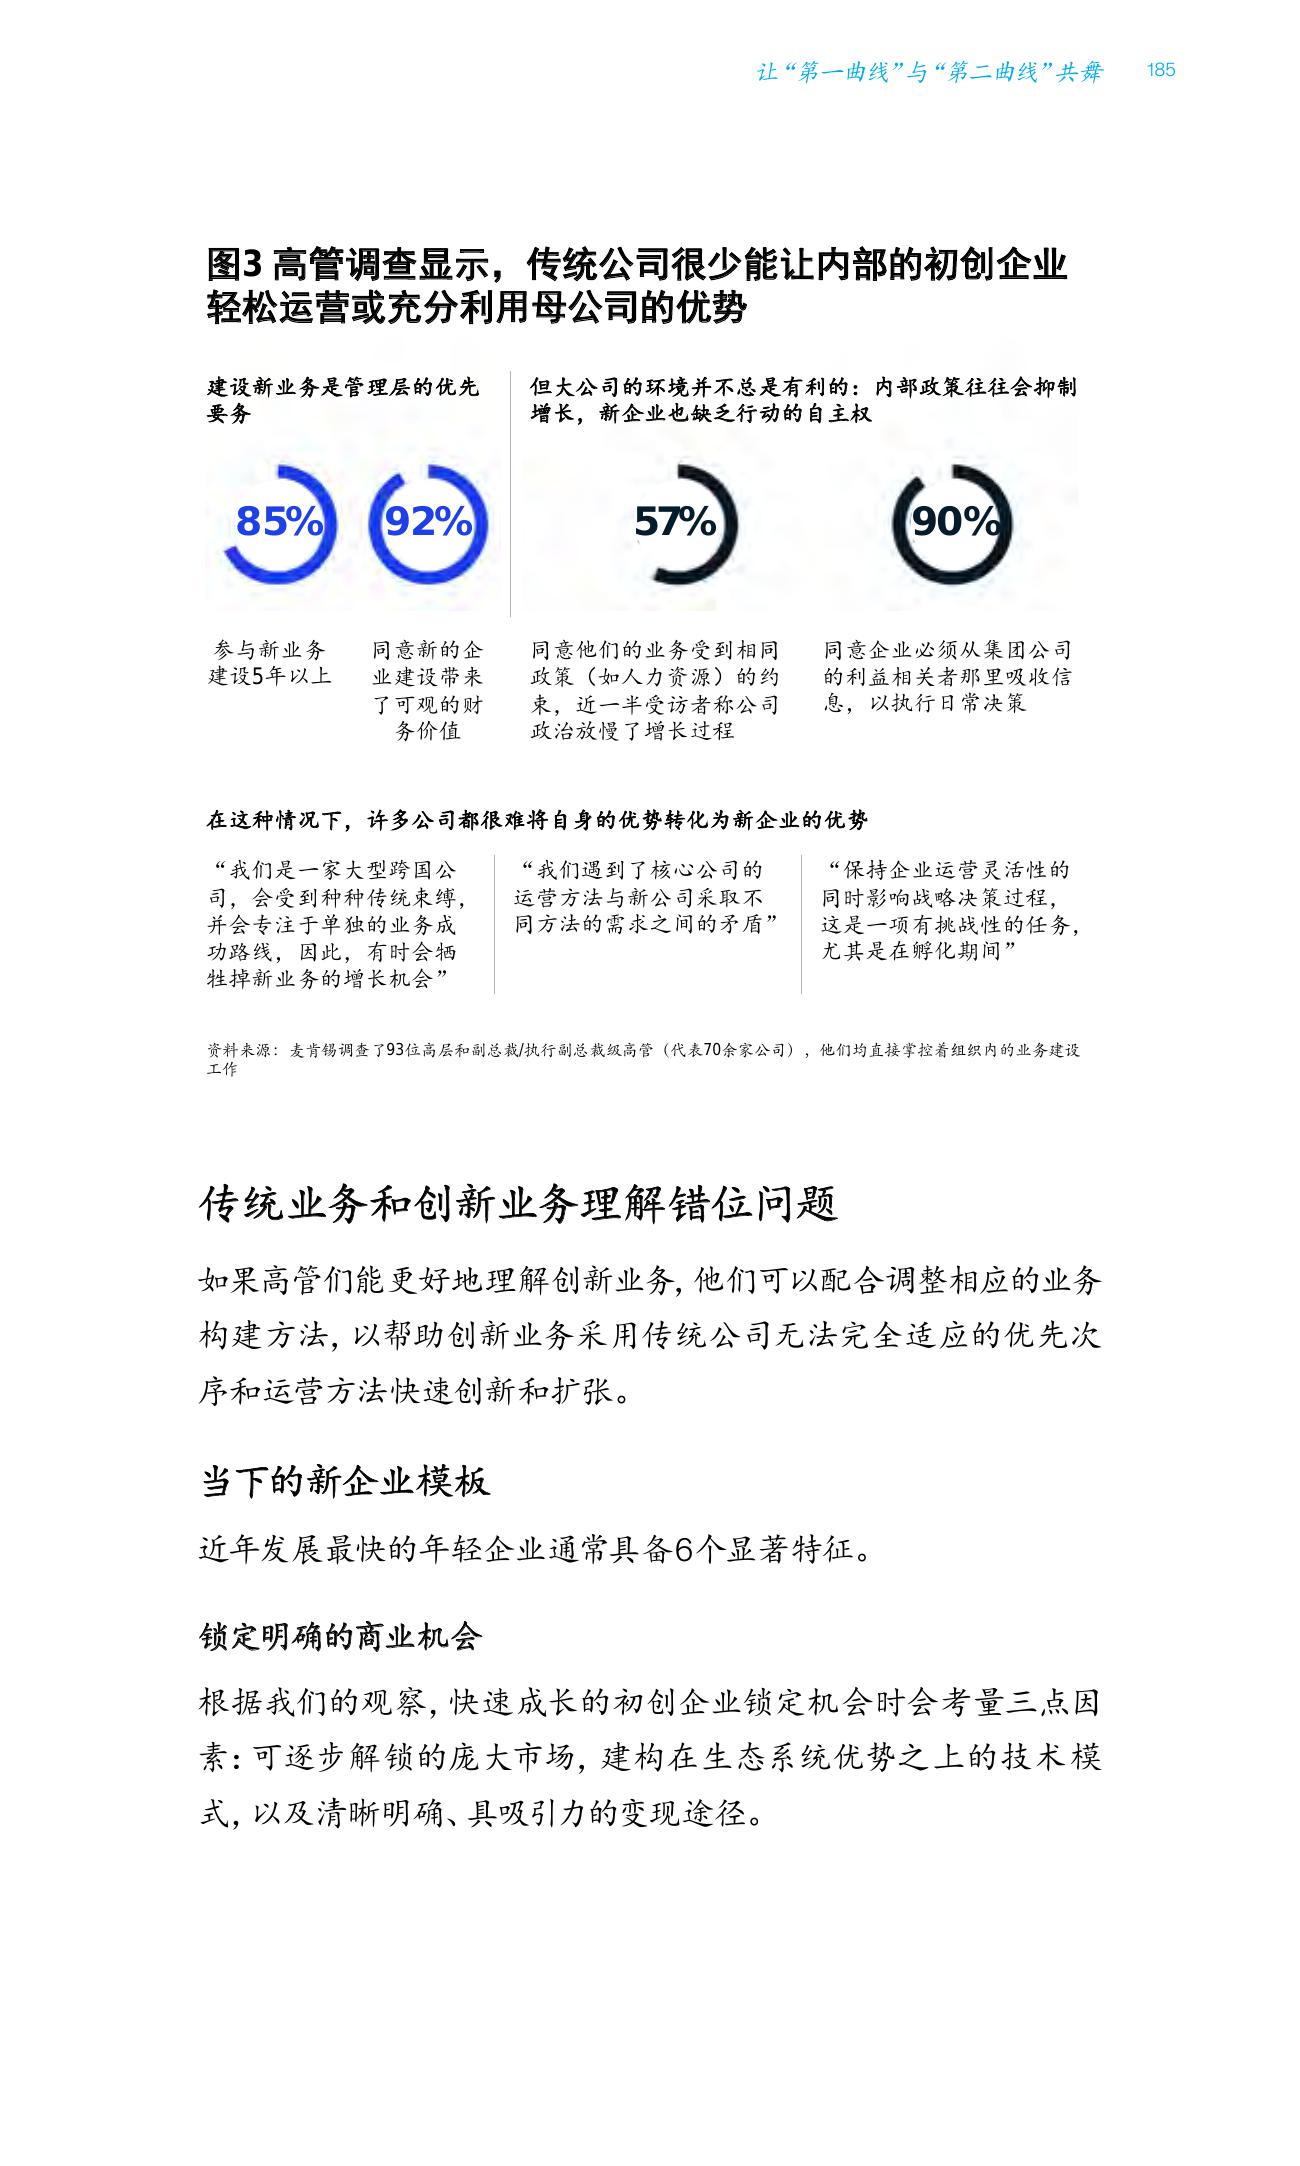 让“第一曲线”与“第二曲线”共舞 185
图3 高管调查显示，传统公司很少能让内部的初创企业
轻松运营或充分利用母公司的优势
建设新业务是管理层的优先
要务
但大公司的环境并不总是有利的：内部政策往往会抑制
增长，新企业也缺乏行动的自主权
85%
92%
57%
90%
参与新业务
建设5年以上
同意新的企
业建设带来
了可观的财
务价值
同意他们的业务受到相同
政策（如人力资源）的约
束，近一半受访者称公司
政治放慢了增长过程
同意企业必须从集团公司
的利益相关者那里吸收信
息，以执行日常决策
在这种情况下，许多公司都很难将自身的优势转化为新企业的优势
“我们是一家大型跨国公
司，会受到种种传统束缚，
并会专注于单独的业务成
功路线，因此，有时会牺
牲掉新业务的增长机会”
“我们遇到了核心公司的
运营方法与新公司采取不
同方法的需求之间的矛盾”
“保持企业运营灵活性的
同时影响战略决策过程，
这是一项有挑战性的任务，
尤其是在孵化期间”
资料来源：麦肯锡调查了93位高层和副总裁/执行副总裁级高管（代表70余家公司），他们均直接掌控着组织内的业务建设
工作
传统业务和创新业务理解错位问题
如果高管们能更好地理解创新业务，他们可以配合调整相应的业务
构建方法，以帮助创新业务采用传统公司无法完全适应的优先次
序和运营方法快速创新和扩张。
当下的新企业模板
近年发展最快的年轻企业通常具备6个显著特征。
锁定明确的商业机会
根据我们的观察，快速成长的初创企业锁定机会时会考量三点因
素：可逐步解锁的庞大市场，建构在生态系统优势之上的技术模
式，以及清晰明确、具吸引力的变现途径。